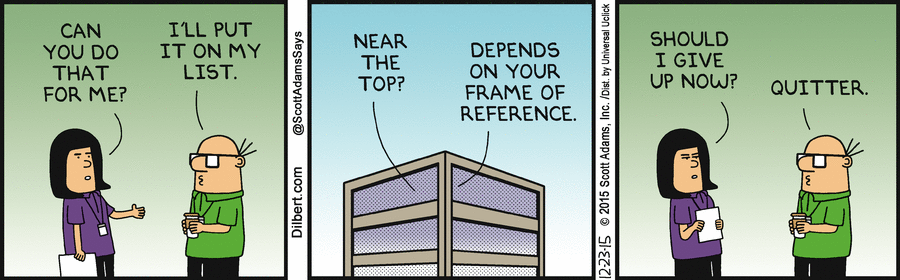 CAN
YOU DO
THAT
FOR ME?
I'LL PUT
IT ON MY
LIST.
Dilbert.com @ScottAdamsSays
NEAR
THE
TOP?
DEPENDS
ON YOUR
FRAME OF
REFERENCE.
12-23-15 © 2015 Scott Adams, Inc. /Dist. by Universal Uclick
SHOULD
I GIVE
UP NOW?
QUITTER.